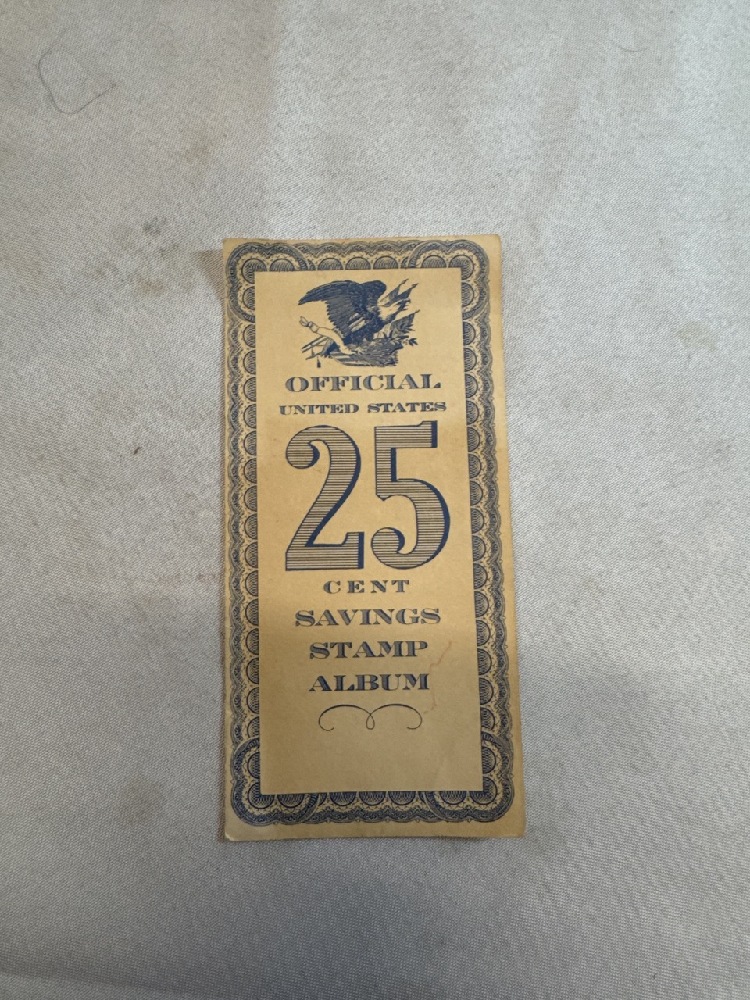 OFFICIAL
UNITED STATES
25
CENT
SAVINGS
STAMP
ALBUM